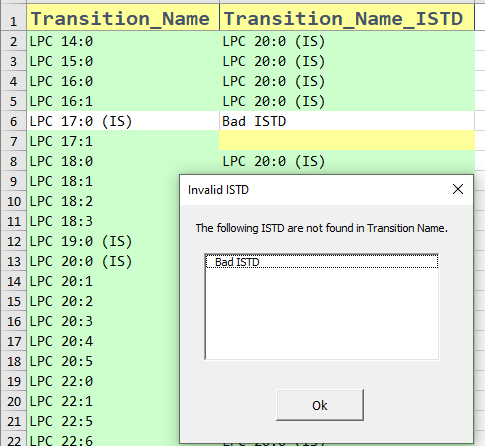 1 Transition_Name Transition_Name_ISTD
2 LPC 14:0 LPC 20:0 (IS)
3 LPC 15:0 LPC 20:0 (IS)
4 LPC 16:0 LPC 20:0 (IS)
5 LPC 16:1 LPC 20:0 (IS)
6 LPC 17:0 (IS) Bad ISTD
7 LPC 17:1
8 LPC 18:0 LPC 20:0 (IS)
9 LPC 18:1
10 LPC 18:2
11 LPC 18:3
12 LPC 19:0 (IS)
13 LPC 20:0 (IS)
14 LPC 20:1
15 LPC 20:2
16 LPC 20:3
17 LPC 20:4
18 LPC 20:5
19 LPC 22:0
20 LPC 22:1
21 LPC 22:5
22 LPC 22:6 LPC 20:0 (IS)
Invalid ISTD
The following ISTD are not found in Transition Name.
Bad ISTD
Ok